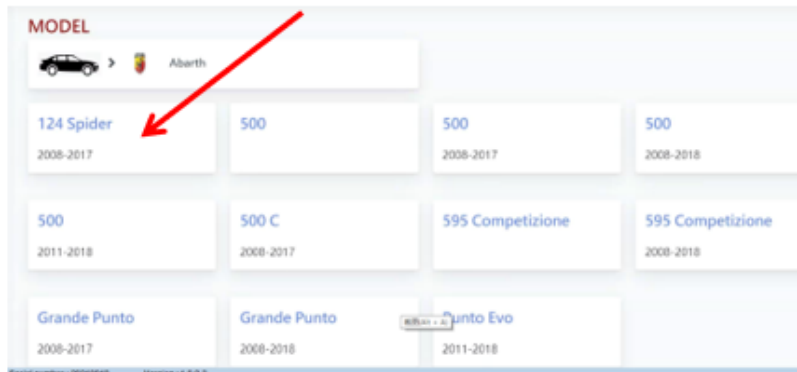 MODEL
> Abarth
124 Spider
2008-2017
500
500
2008-2017
500
2008-2018
500
2011-2018
500 C
2008-2017
595 Competizione
595 Competizione
2008-2018
Grande Punto
2008-2017
Grande Punto
2008-2018
Punto Evo
2011-2018